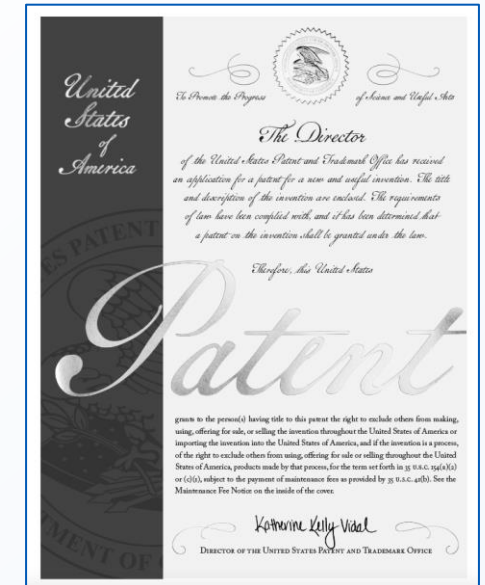 United
States
of
America
To Promote the Progress
of Science and Useful Arts
The Director
of the United States Patent and Trademark Office has received
an application for a patent for a new and useful invention. The title
and description of the invention are enclosed. The requirements
of law have been complied with, and it has been determined that
a patent on the invention shall be granted under the law.
Therefore, this United States
Patent
grants to the person(s) having title to this patent the right to exclude others from making,
using, offering for sale, or selling the invention throughout the United States of America or
importing the invention into the United States of America, and if the invention is a process,
of the right to exclude others from using, offering for sale or selling throughout the United
States of America, products made by that process, for the term set forth in 35 U.S.C. 154(a)(2)
or (c)(1), subject to the payment of maintenance fees as provided by 35 U.S.C. 41(b). See the
Maintenance Fee Notice on the inside of the cover.
Katherine Kelly Vidal
Director of the United States Patent and Trademark Office